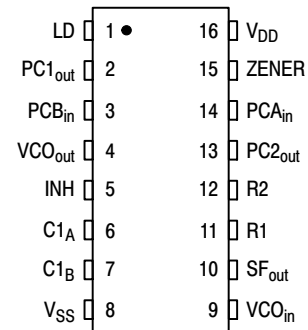 LD 1 16 VDD
PC1out 2 15 ZENER
PCBin 3 14 PCAin
VCOout 4 13 PC2out
INH 5 12 R2
C1A 6 11 R1
C1B 7 10 SFout
VSS 8 9 VCOin